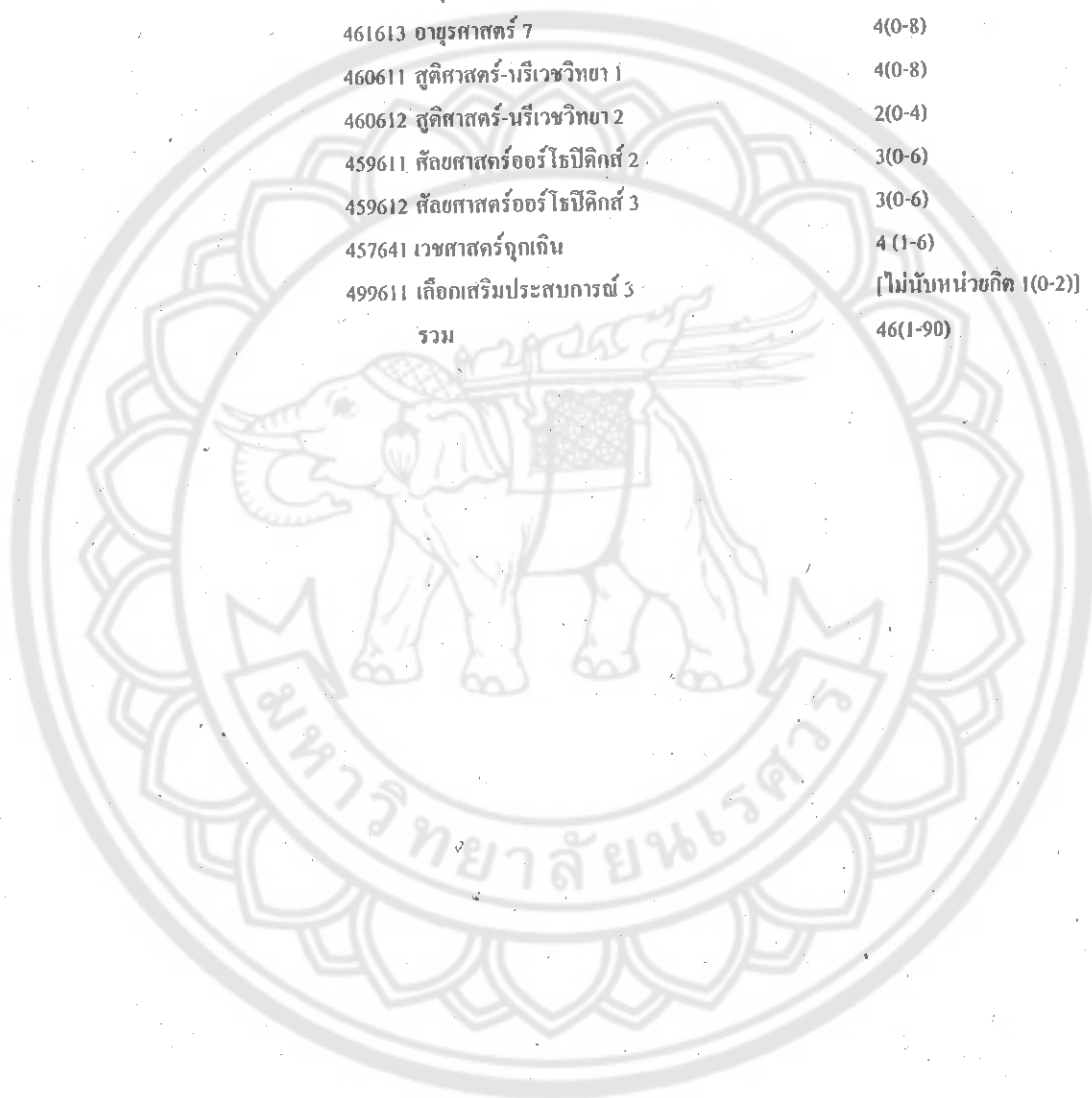 461613 อายุรศาสตร์ 7 4(0-8)
460611 สูติศาสตร์-นรีเวชวิทยา 1 4(0-8)
460612 สูติศาสตร์-นรีเวชวิทยา 2 2(0-4)
459611 ศัลยศาสตร์ออร์โธปิดิกส์ 2 3(0-6)
459612 ศัลยศาสตร์ออร์โธปิดิกส์ 3 3(0-6)
457641 เวชศาสตร์ฉุกเฉิน 4 (1-6)
499611 เลือกเสริมประสบการณ์ 3 [ไม่นับหน่วยกิต 1(0-2)]
รวม 46(1-90)
มหาวิทยาลัยนเรศวร